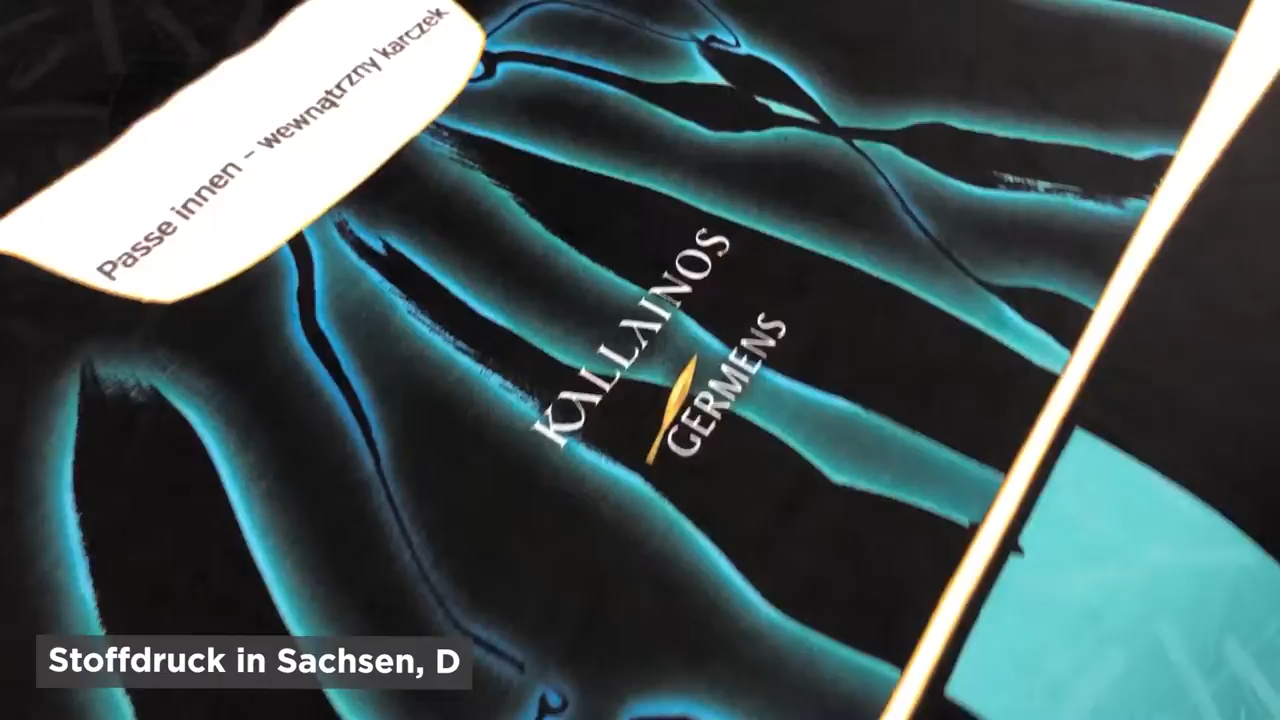 Passe innen - wewnątrzny karczek
KALLAINOS
GERMENS
Stoffdruck in Sachsen, D